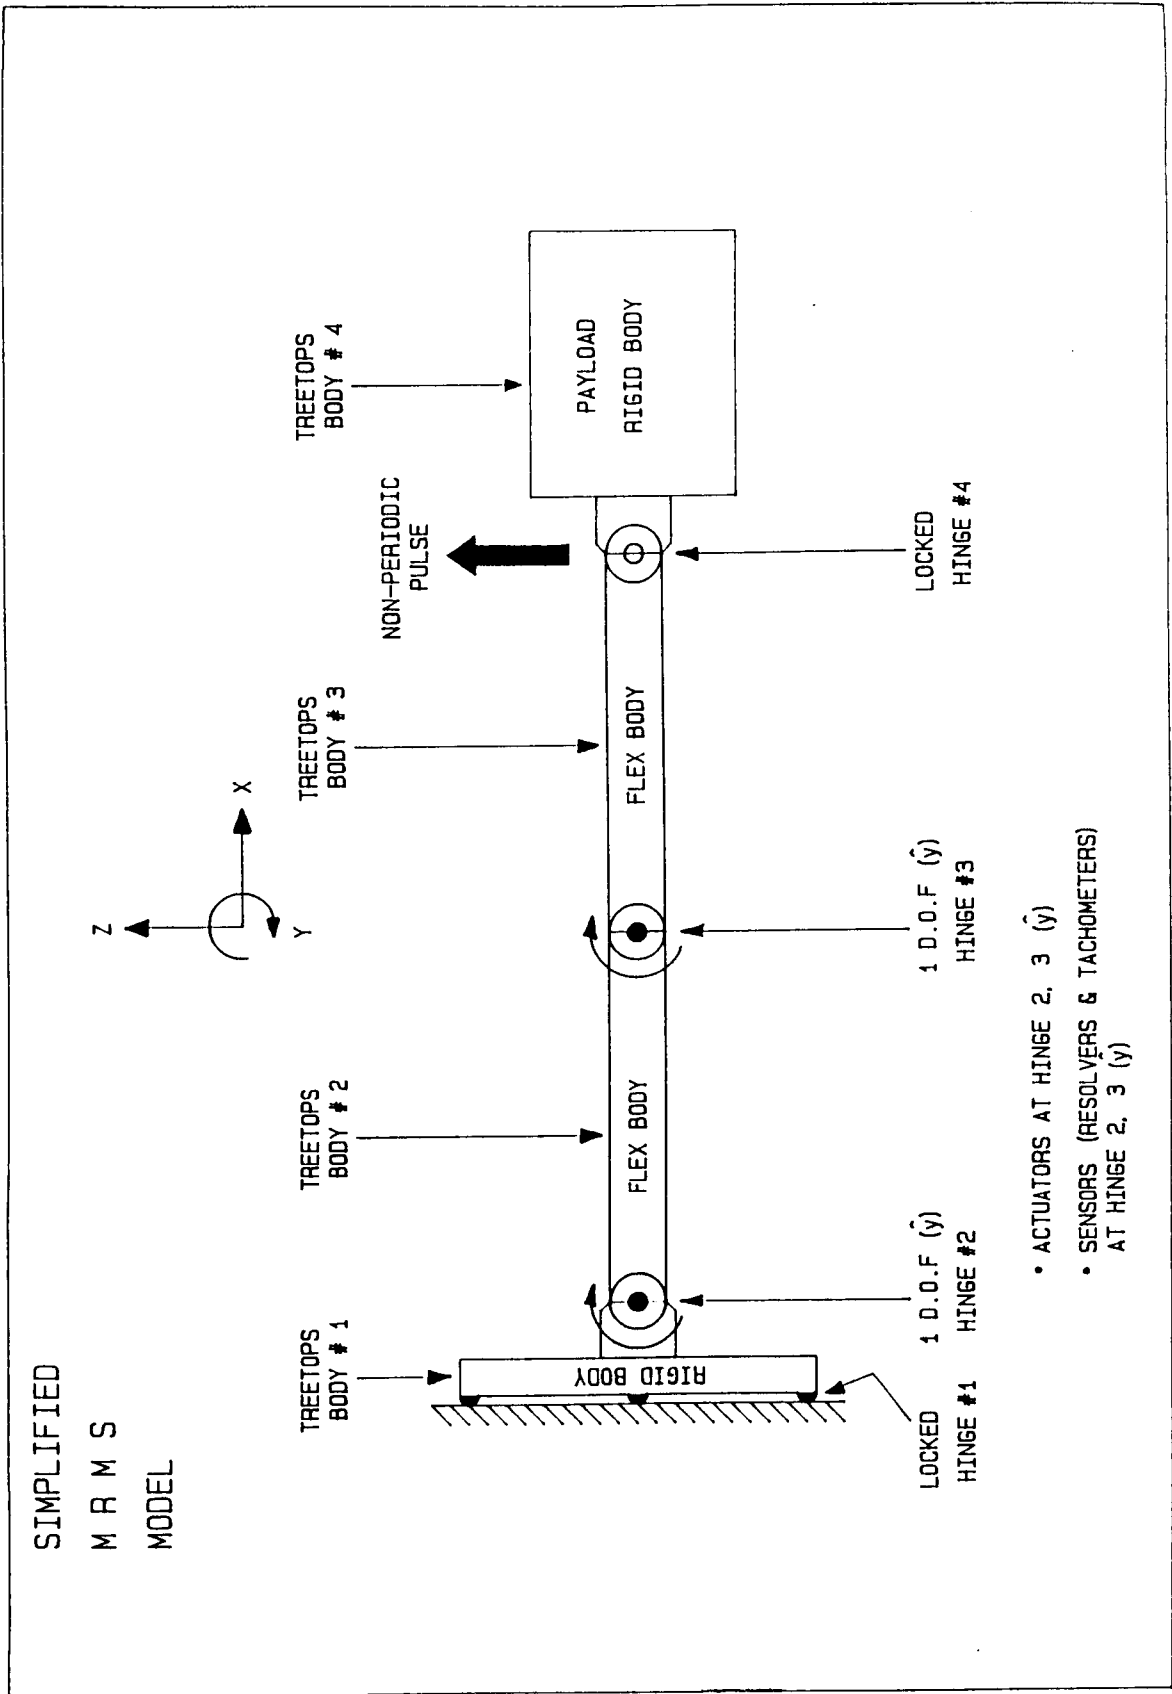 SIMPLIFIED
M R M S
MODEL
Z
X
Y
TREETOPS
BODY # 1
TREETOPS
BODY # 2
TREETOPS
BODY # 3
TREETOPS
BODY # 4
NON-PERIODIC
PULSE
RIGID BODY
FLEX BODY
FLEX BODY
PAYLOAD
RIGID BODY
LOCKED
HINGE #1
1 D.O.F (ŷ)
HINGE #2
1 D.O.F (ŷ)
HINGE #3
LOCKED
HINGE #4
• ACTUATORS AT HINGE 2, 3 (ŷ)
• SENSORS (RESOLVERS & TACHOMETERS)
AT HINGE 2, 3 (ŷ)